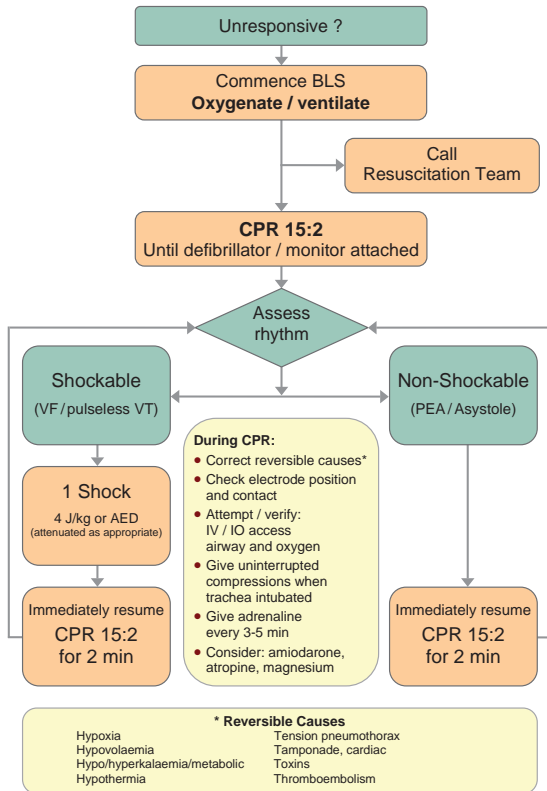 Unresponsive ?
Commence BLS
Oxygenate / ventilate
Call
Resuscitation Team
CPR 15:2
Until defibrillator / monitor attached
Assess
rhythm
Shockable
(VF / pulseless VT)
Non-Shockable
(PEA / Asystole)
1 Shock
4 J/kg or AED
(attenuated as appropriate)
Immediately resume
CPR 15:2
for 2 min
During CPR:
• Correct reversible causes*
• Check electrode position
and contact
• Attempt / verify:
IV / IO access
airway and oxygen
• Give uninterrupted
compressions when
trachea intubated
• Give adrenaline
every 3-5 min
• Consider: amiodarone,
atropine, magnesium
Immediately resume
CPR 15:2
for 2 min
* Reversible Causes
Hypoxia
Hypovolaemia
Hypo/hyperkalaemia/metabolic
Hypothermia
Tension pneumothorax
Tamponade, cardiac
Toxins
Thromboembolism